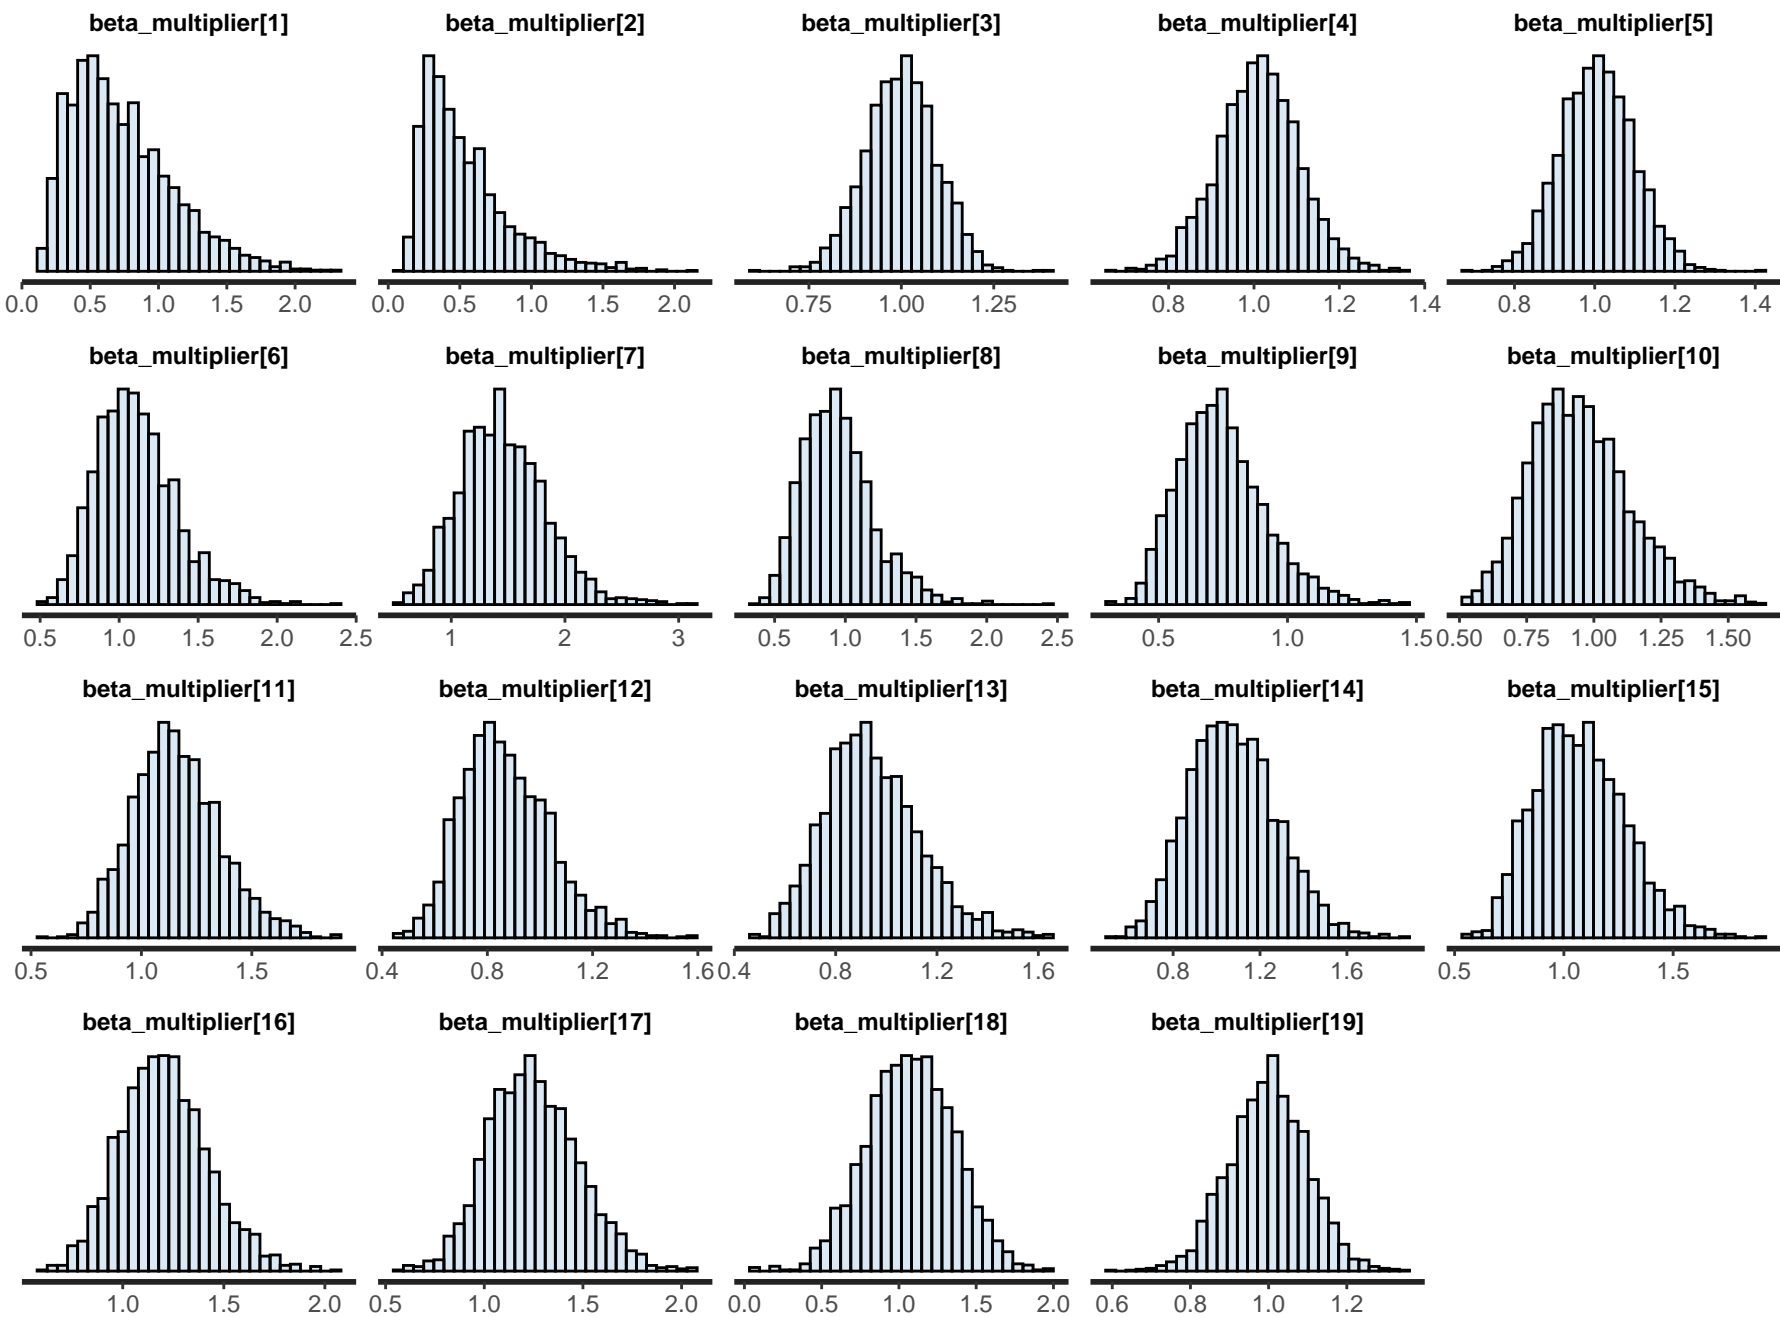 beta_multiplier[1] beta_multiplier[2] beta_multiplier[3] beta_multiplier[4] beta_multiplier[5]
0.0 0.5 1.0 1.5 2.0 0.0 0.5 1.0 1.5 2.0 0.75 1.00 1.25 0.8 1.0 1.2 1.4 0.8 1.0 1.2 1.4
beta_multiplier[6] beta_multiplier[7] beta_multiplier[8] beta_multiplier[9] beta_multiplier[10]
0.5 1.0 1.5 2.0 2.5 1 2 3 0.5 1.0 1.5 2.0 2.5 0.5 1.0 1.5 0.50 0.75 1.00 1.25 1.50
beta_multiplier[11] beta_multiplier[12] beta_multiplier[13] beta_multiplier[14] beta_multiplier[15]
0.5 1.0 1.5 0.4 0.8 1.2 1.6 0.4 0.8 1.2 1.6 0.8 1.2 1.6 0.5 1.0 1.5
beta_multiplier[16] beta_multiplier[17] beta_multiplier[18] beta_multiplier[19]
1.0 1.5 2.0 0.5 1.0 1.5 2.0 0.0 0.5 1.0 1.5 2.0 0.6 0.8 1.0 1.2